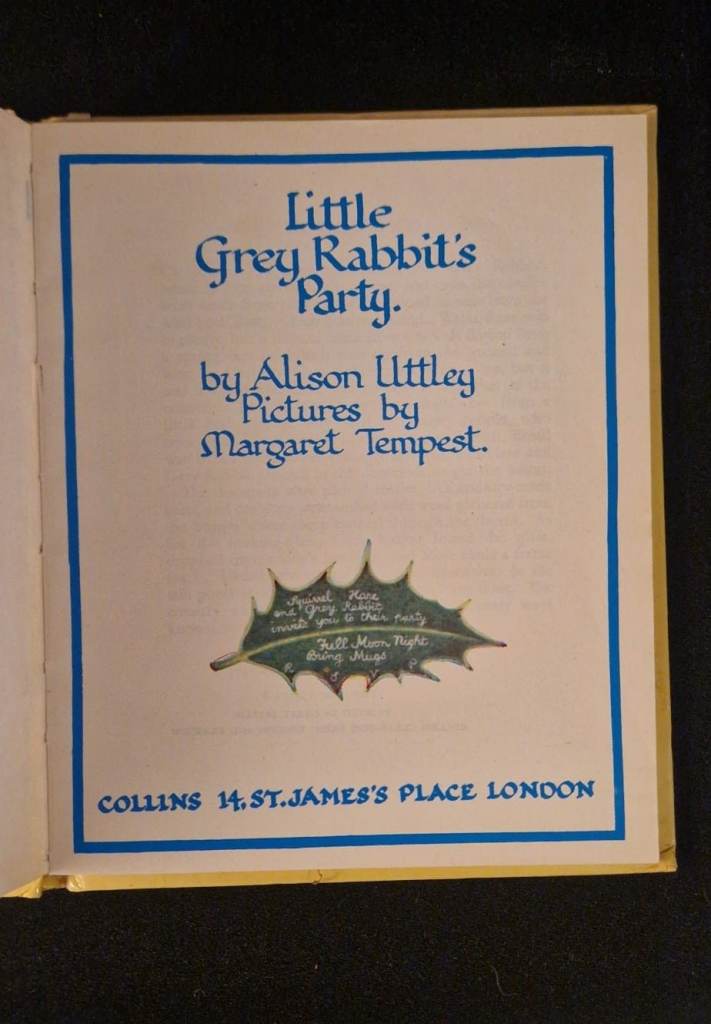 Little
Grey Rabbit's
Party.
by Alison Uttley
Pictures by
Margaret Tempest.
Squirrel Hare
and Grey Rabbit
invite you to their party
Full Moon Night
Bring Mugs
R S V P
COLLINS 14, ST. JAMES'S PLACE LONDON